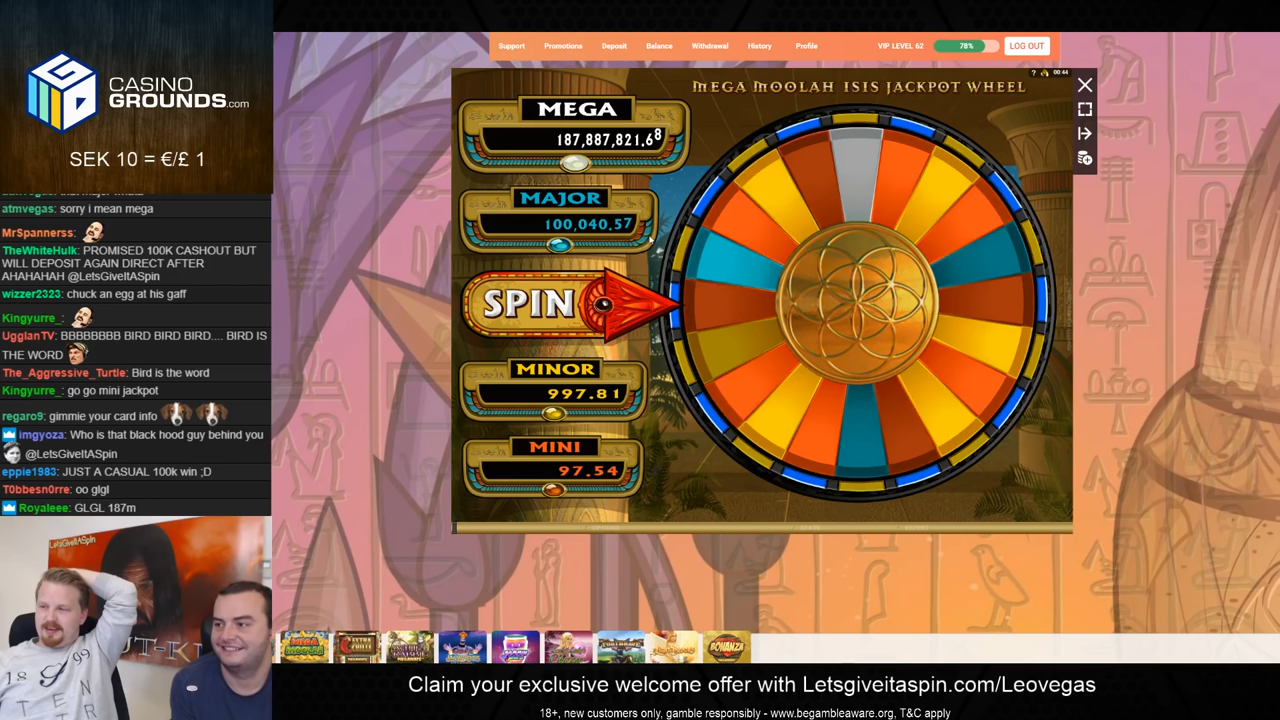 CASINO
GROUNDS.com
SEK 10 = €/£ 1
atmvegas: sorry i mean mega
MrSpannerss:
TheWhiteHulk: PROMISED 100K CASHOUT BUT
WILL DEPOSIT AGAIN DIRECT AFTER
AHAHAHAH @LetsGiveItASpin
wizzer2323: chuck an egg at his gaff
Kingyurre_:
UgglanTV: BBBBBBBB BIRD BIRD BIRD.... BIRD IS
THE WORD
The_Aggressive_Turtle: Bird is the word
Kingyurre_: go go mini jackpot
regaro9: gimmie your card info
imgyoza: Who is that black hood guy behind you
@LetsGiveItASpin
eppie1983: JUST A CASUAL 100k win ;D
T0bbesn0rre: oo glgl
Royaleee: GLGL 187m
LetsGiveItASpin
Support Promotions Deposit Balance Withdrawal History Profile VIP LEVEL 62 78% LOG OUT
? 00:44
MEGA MOOLAH ISIS JACKPOT WHEEL
MEGA
187,887,821.68
MAJOR
100,040.57
SPIN
MINOR
997.81
MINI
97.54
BONANZA
Claim your exclusive welcome offer with Letsgiveitaspin.com/Leovegas
18+, new customers only, gamble responsibly - www.begambleaware.org, T&C apply